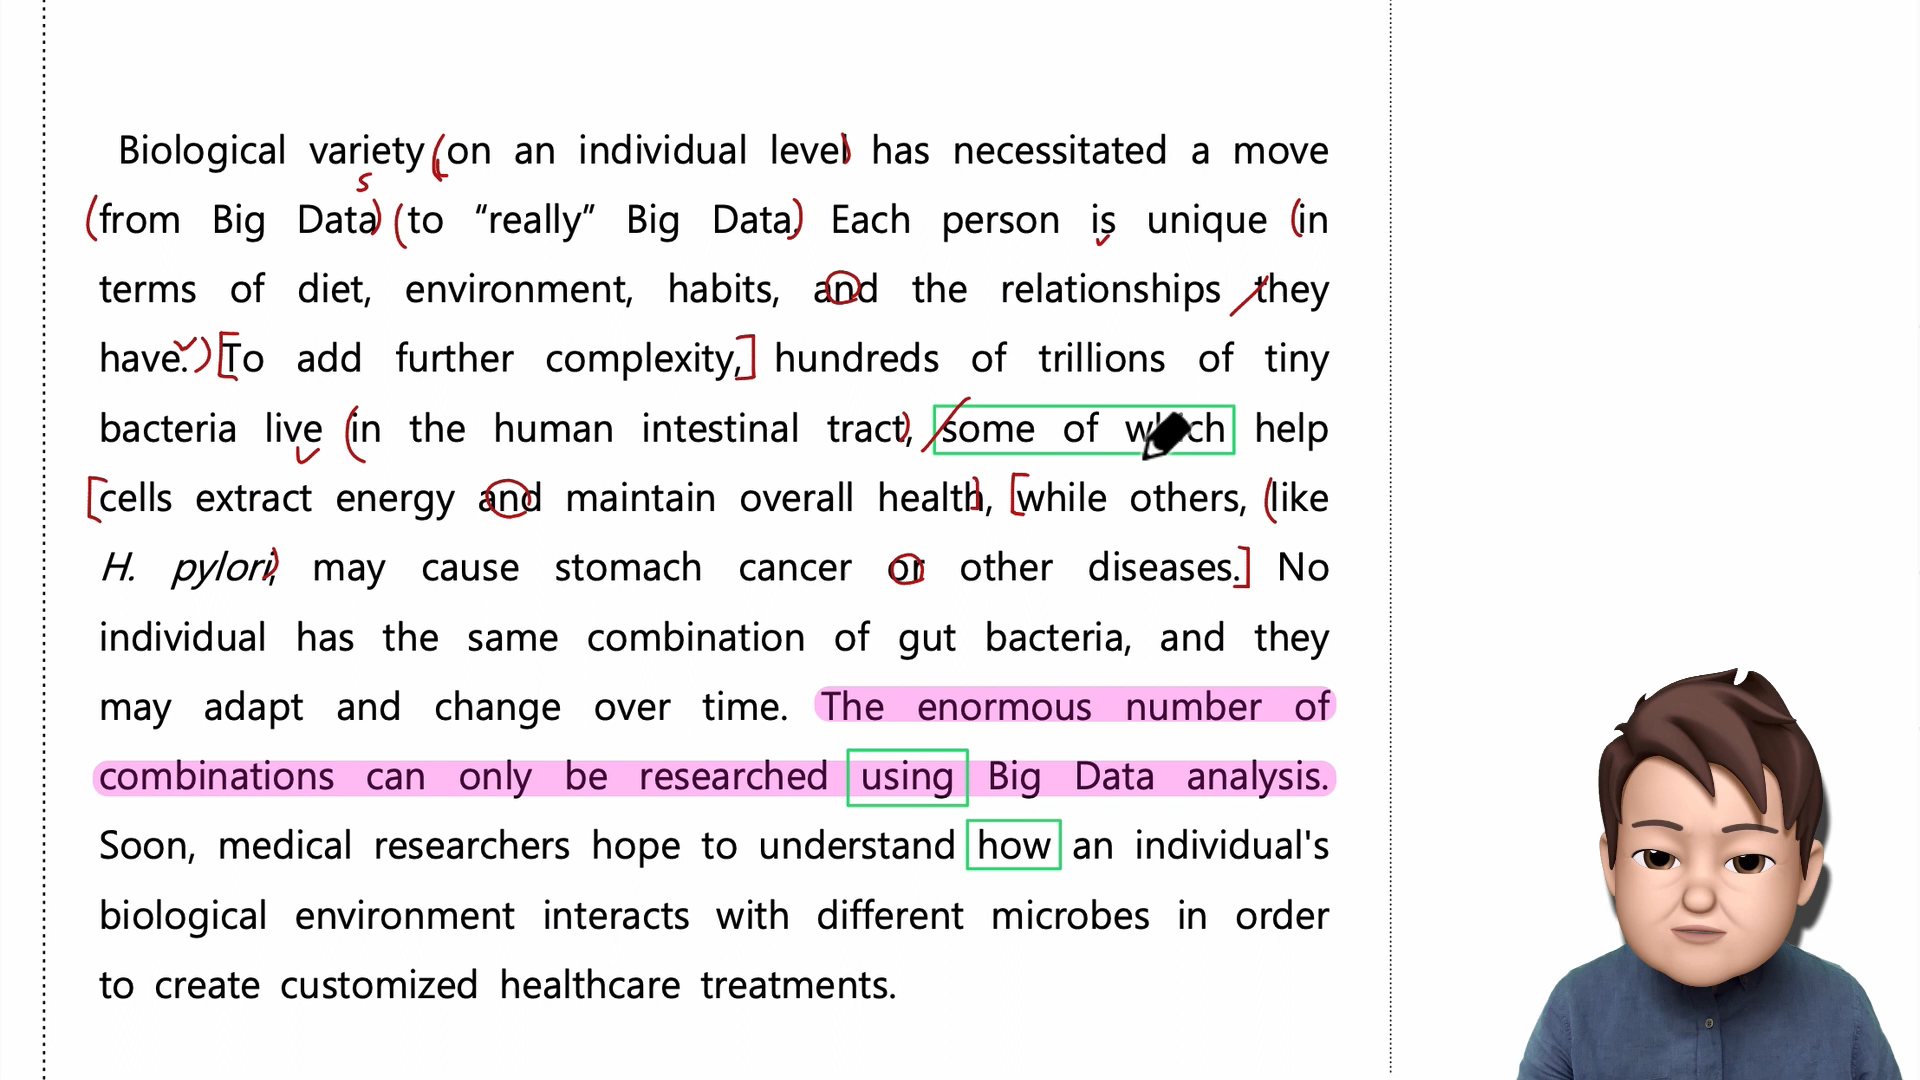 Biological variety on an individual level has necessitated a move
s
from Big Data to “really” Big Data. Each person is unique in
terms of diet, environment, habits, and the relationships they
have. To add further complexity, hundreds of trillions of tiny
bacteria live in the human intestinal tract, some of which help
cells extract energy and maintain overall health, while others, like
H. pylori, may cause stomach cancer or other diseases. No
individual has the same combination of gut bacteria, and they
may adapt and change over time. The enormous number of
combinations can only be researched using Big Data analysis.
Soon, medical researchers hope to understand how an individual's
biological environment interacts with different microbes in order
to create customized healthcare treatments.